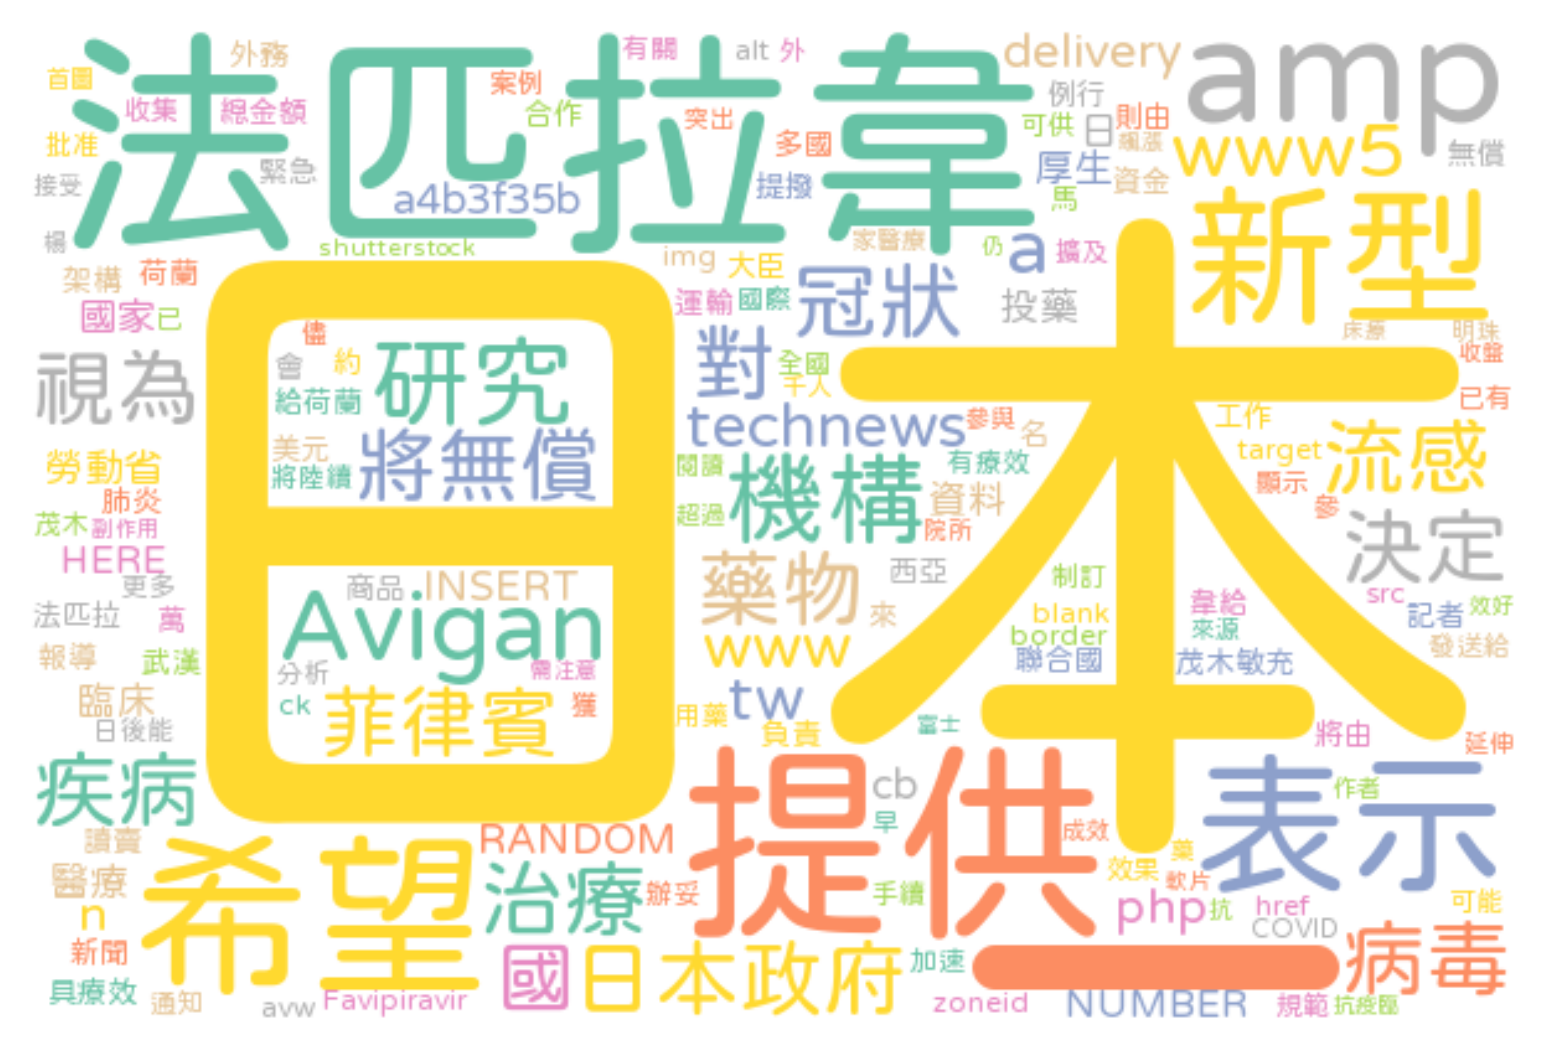 法匹拉韋
外務
有關
alt
外
delivery
amp
首圖
案例
收集
總金額
合作
突出
例行
可供
日
則由
批准
多國
飆漲
www5
無償
緊急
接受
a4b3f35b
提撥
厚生
資金
馬
新型
楊
shutterstock
img
家醫療
仍
a
擴及
大臣
架構
荷蘭
運輸
國際
冠狀
投藥
國家
已
日本
儘
對
全國
千人
床療
明珠
收盤
視為
會
約
研究
給荷蘭
已有
technews
參與
名
工作
美元
將無償
將陸續
閱讀
有療效
target
流感
勞動省
機構
資料
顯示
參
肺炎
超過
院所
決定
茂木
副作用
HERE
更多
商品
INSERT
藥物
西亞
制訂
src
法匹拉
萬
Avigan
來
blank
韋給
記者
效好
border
來源
報導
武漢
www
聯合國
茂木敏充
發送給
分析
需注意
臨床
ck
菲律賓
獲
tw
用藥
負責
富士
日後能
將由
延伸
疾病
提供
cb
表示
作者
讀賣
希望
RANDOM
早
成效
藥
醫療
治療
辦妥
手續
效果
軟片
n
php
抗
href
可能
新聞
COVID
國
日本政府
加速
一
病毒
具療效
通知
avw
Favipiravir
zoneid
NUMBER
規範
抗疫臨